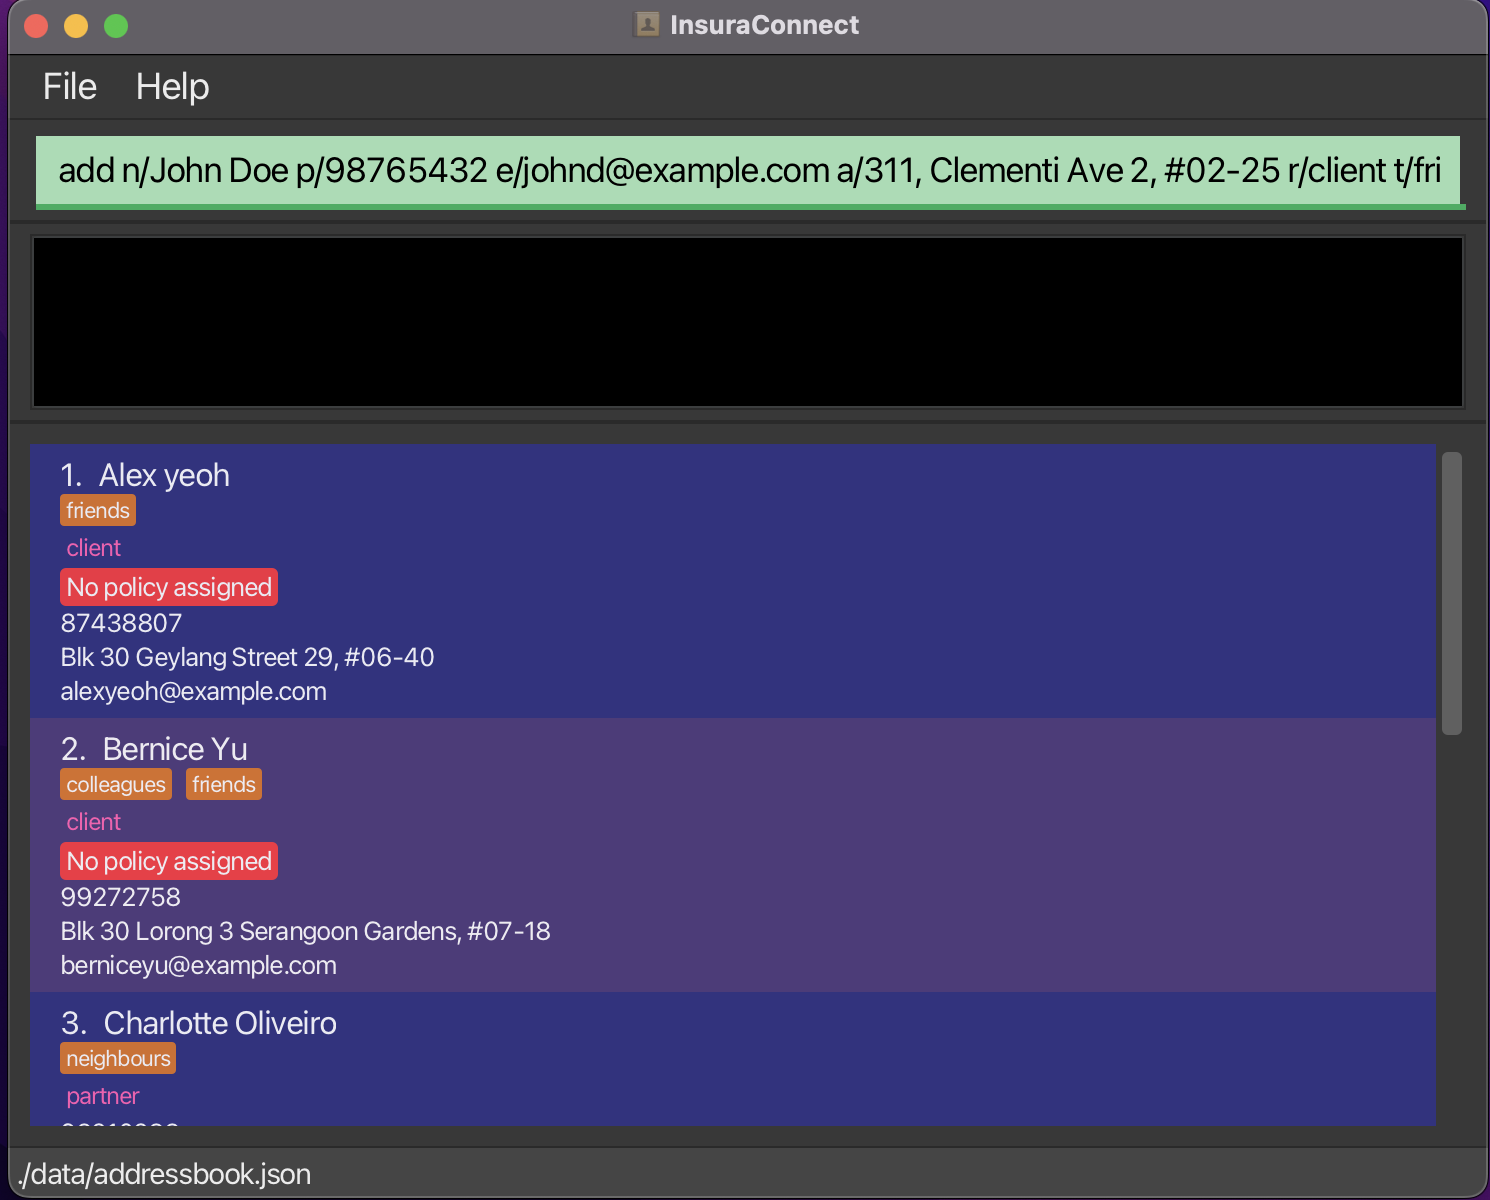 InsuraConnect
File Help
add n/John Doe p/98765432 e/johnd@example.com a/311, Clementi Ave 2, #02-25 r/client t/fri
1. Alex yeoh
friends
client
No policy assigned
87438807
Blk 30 Geylang Street 29, #06-40
alexyeoh@example.com
2. Bernice Yu
colleagues friends
client
No policy assigned
99272758
Blk 30 Lorong 3 Serangoon Gardens, #07-18
berniceyu@example.com
3. Charlotte Oliveiro
neighbours
partner
./data/addressbook.json